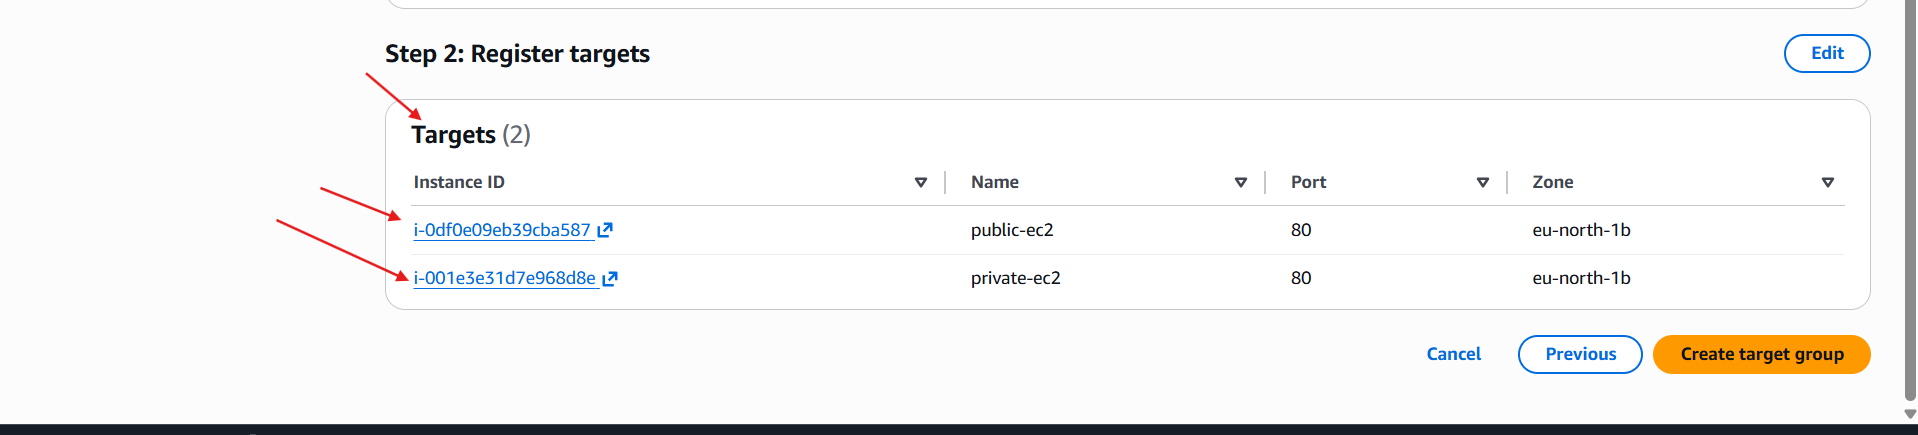 Step 2: Register targets
Edit
Targets (2)
Instance ID Name Port Zone
i-0df0e09eb39cba587 public-ec2 80 eu-north-1b
i-001e3e31d7e968d8e private-ec2 80 eu-north-1b
Cancel Previous Create target group